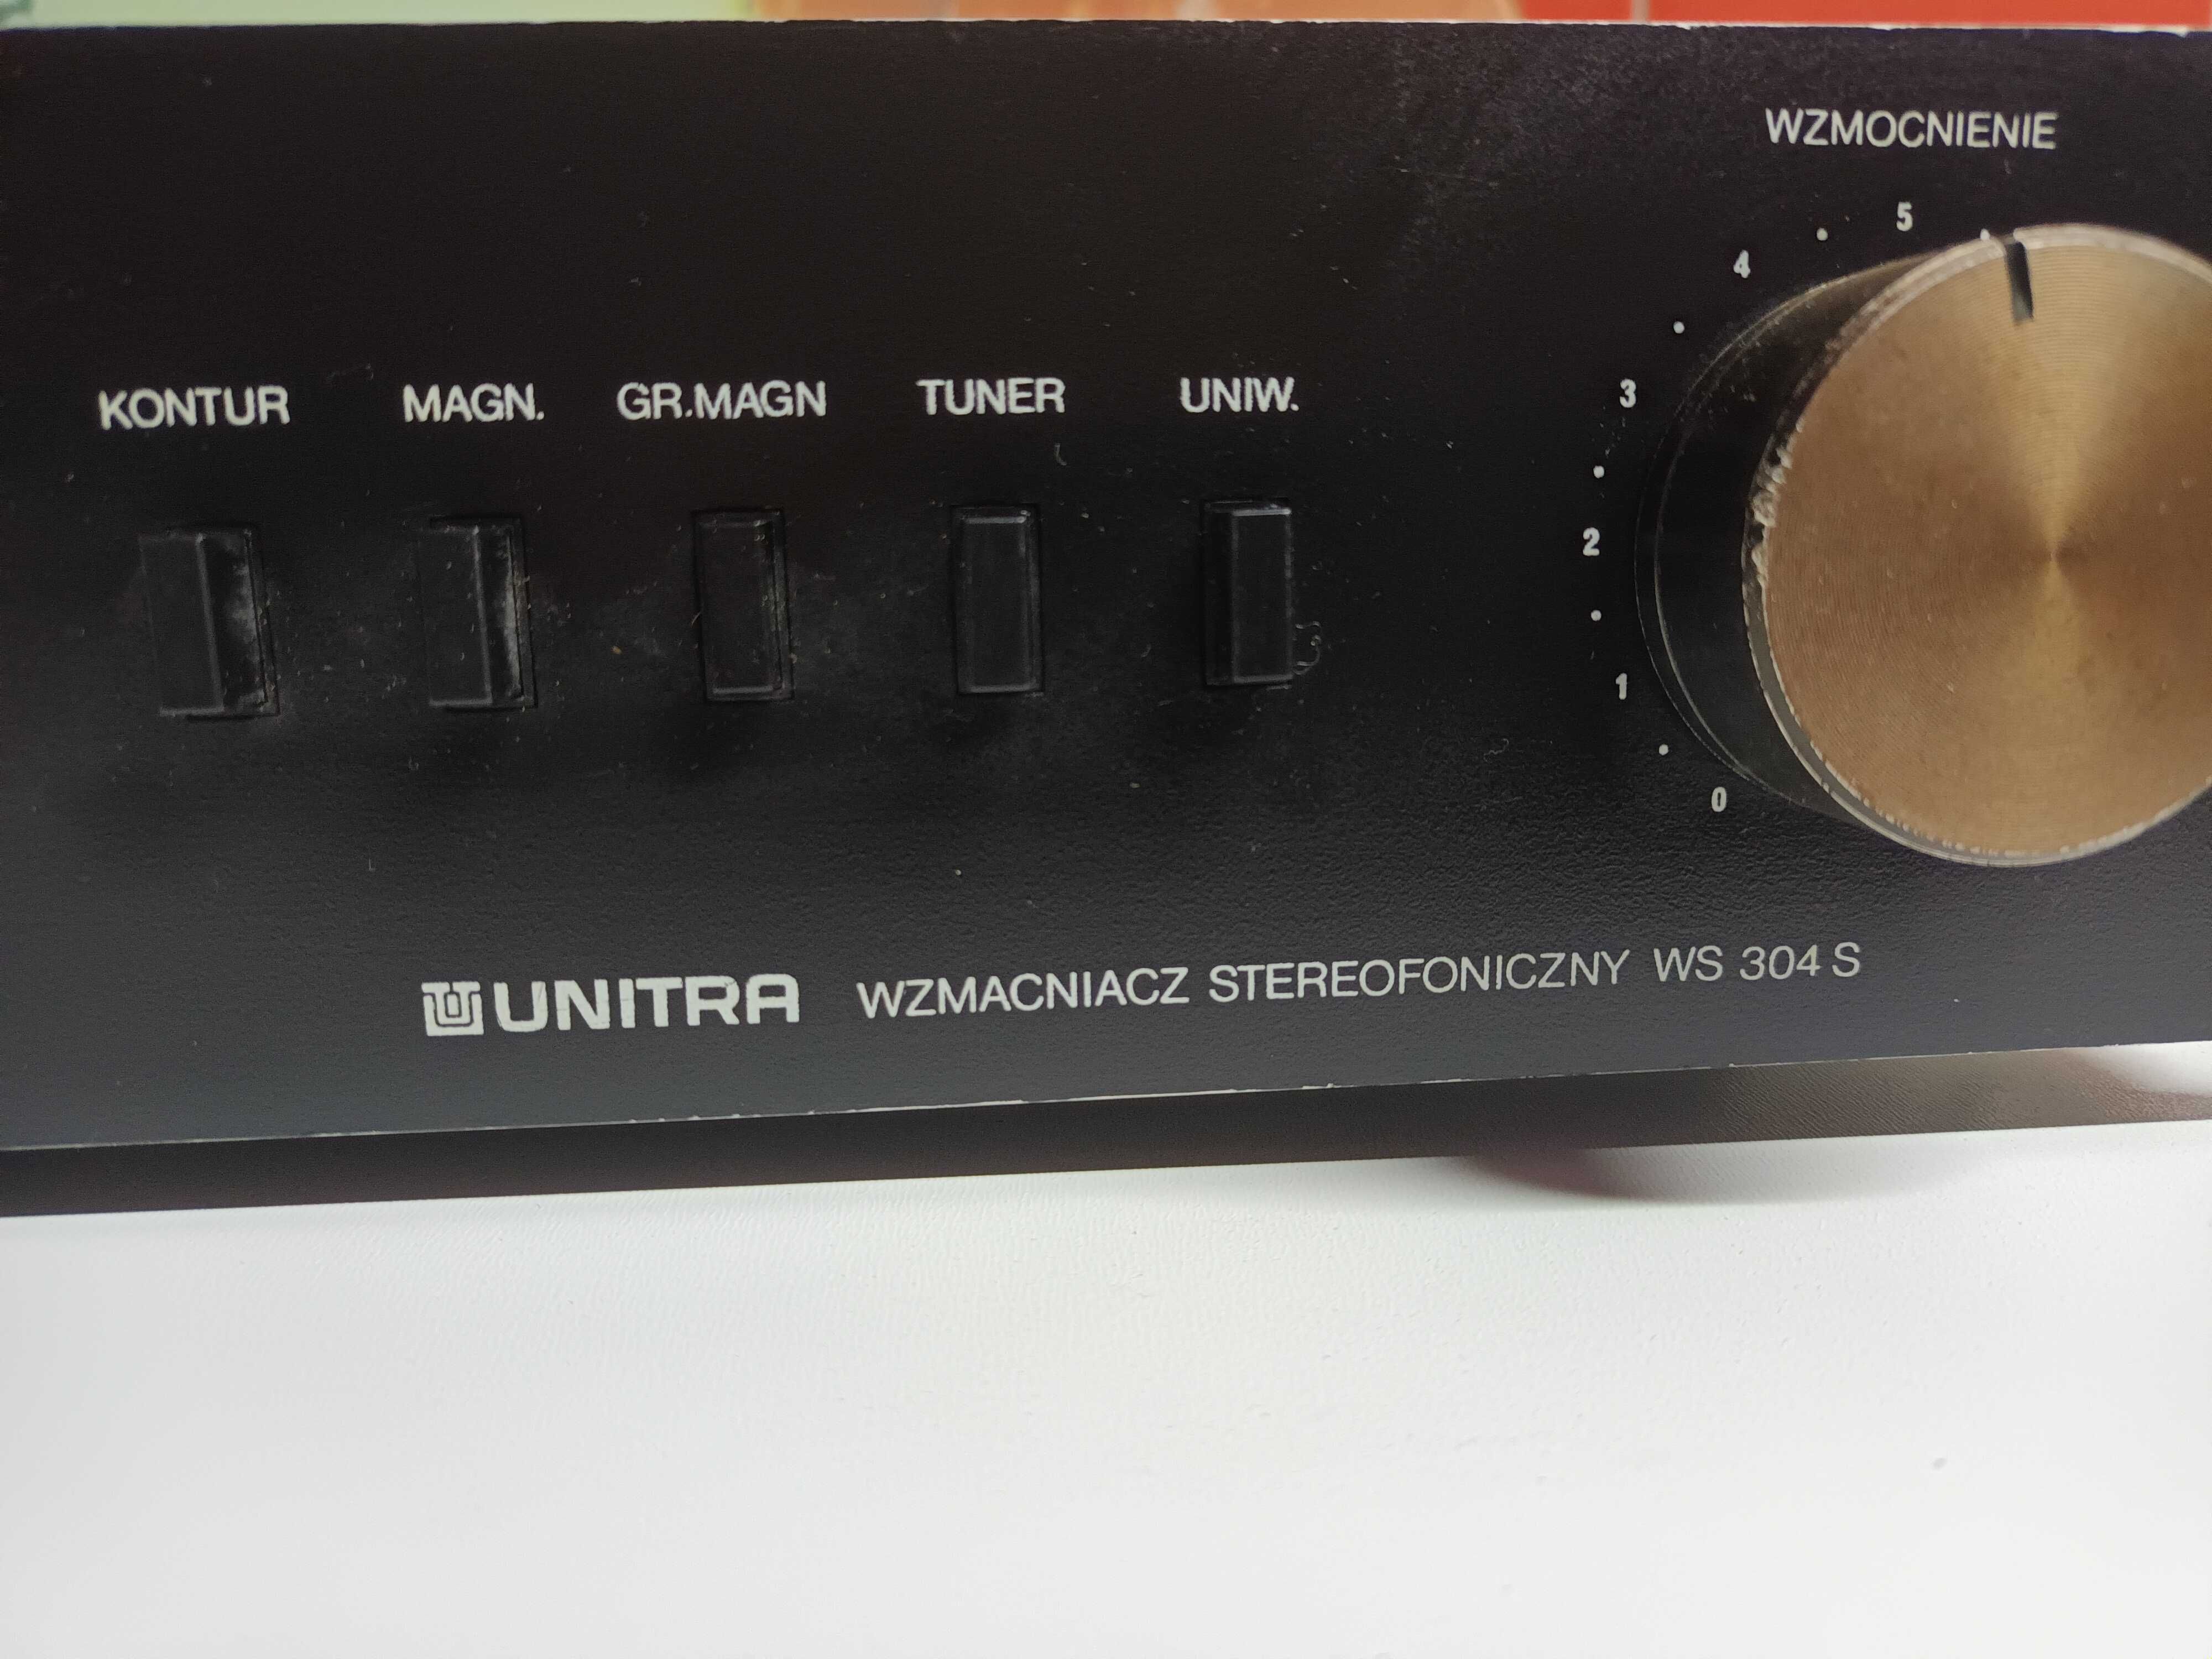 WZMOCNIENIE
5
4
3
2
1
0
KONTUR MAGN. GR.MAGN TUNER UNIW.
UNITRA WZMACNIACZ STEREOFONICZNY WS 304 S